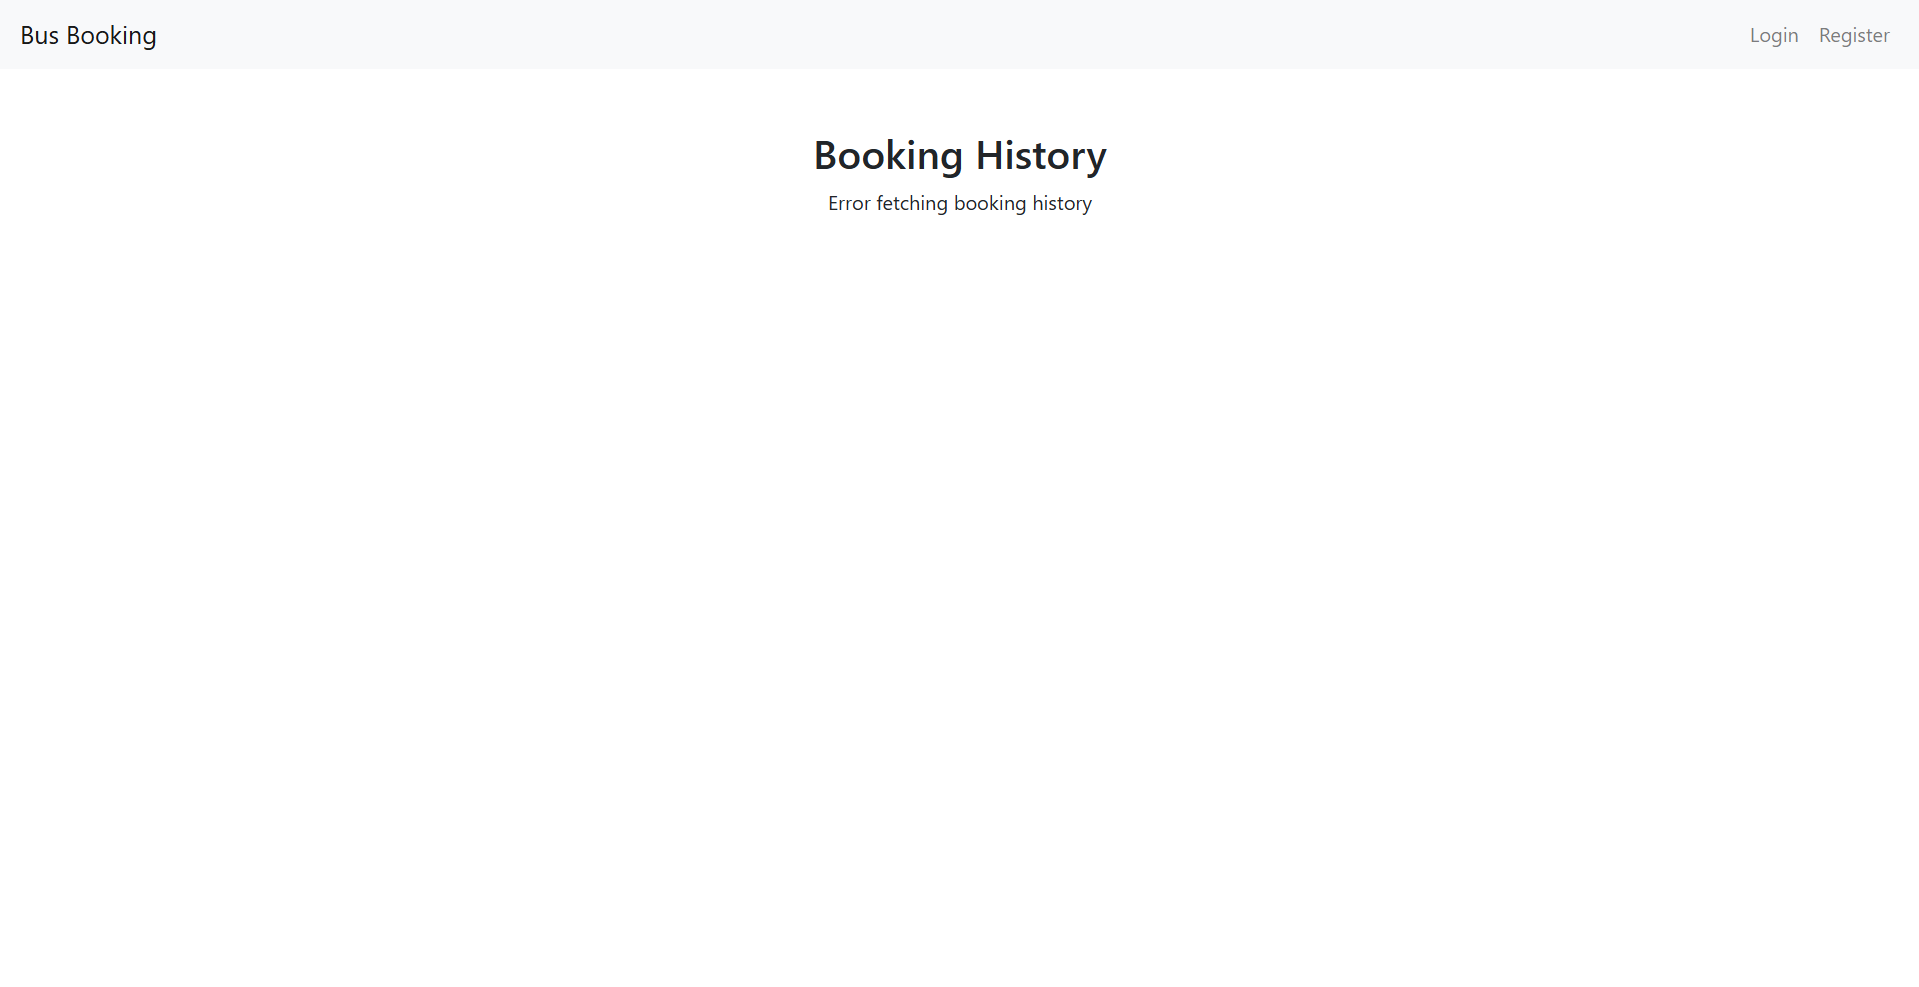 Bus Booking
Login Register
Booking History
Error fetching booking history